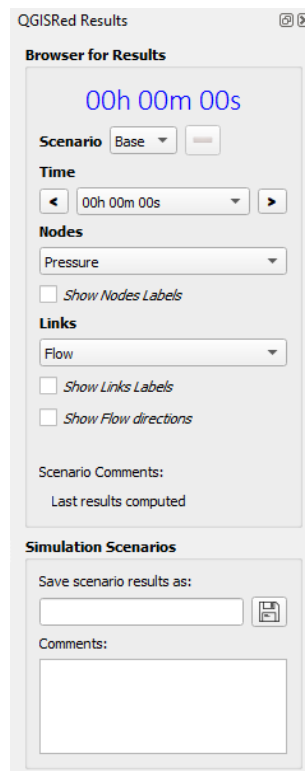 QGISRed Results
Browser for Results
00h 00m 00s
Scenario Base
Time
< 00h 00m 00s >
Nodes
Pressure
Show Nodes Labels
Links
Flow
Show Links Labels
Show Flow directions
Scenario Comments:
Last results computed
Simulation Scenarios
Save scenario results as:
Comments: